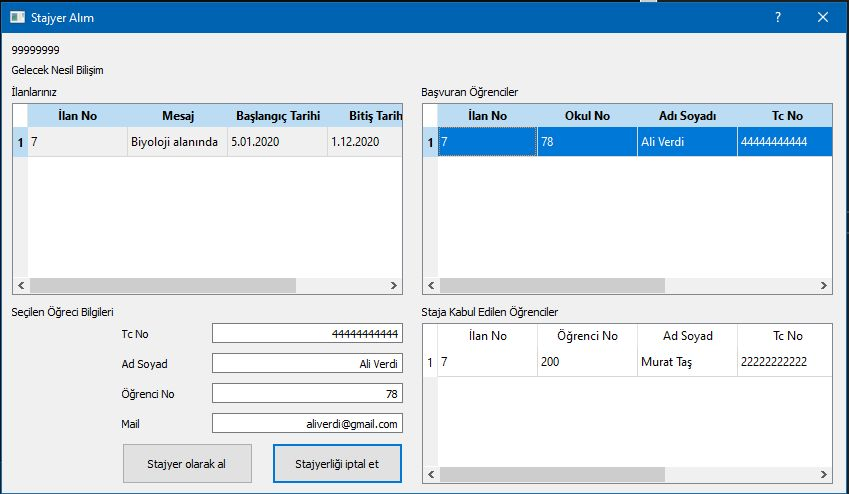 Stajyer Alım
99999999
Gelecek Nesil Bilişim
İlanlarınız
İlan No Mesaj Başlangıç Tarihi Bitiş Tarih
1 7 Biyoloji alanında 5.01.2020 1.12.2020
Başvuran Öğrenciler
İlan No Okul No Adı Soyadı Tc No
1 7 78 Ali Verdi 44444444444
Seçilen Öğreci Bilgileri
Tc No 44444444444
Ad Soyad Ali Verdi
Öğrenci No 78
Mail aliverdi@gmail.com
Stajyer olarak al Stajyerliği iptal et
Staja Kabul Edilen Öğrenciler
İlan No Öğrenci No Ad Soyad Tc No
1 7 200 Murat Taş 22222222222